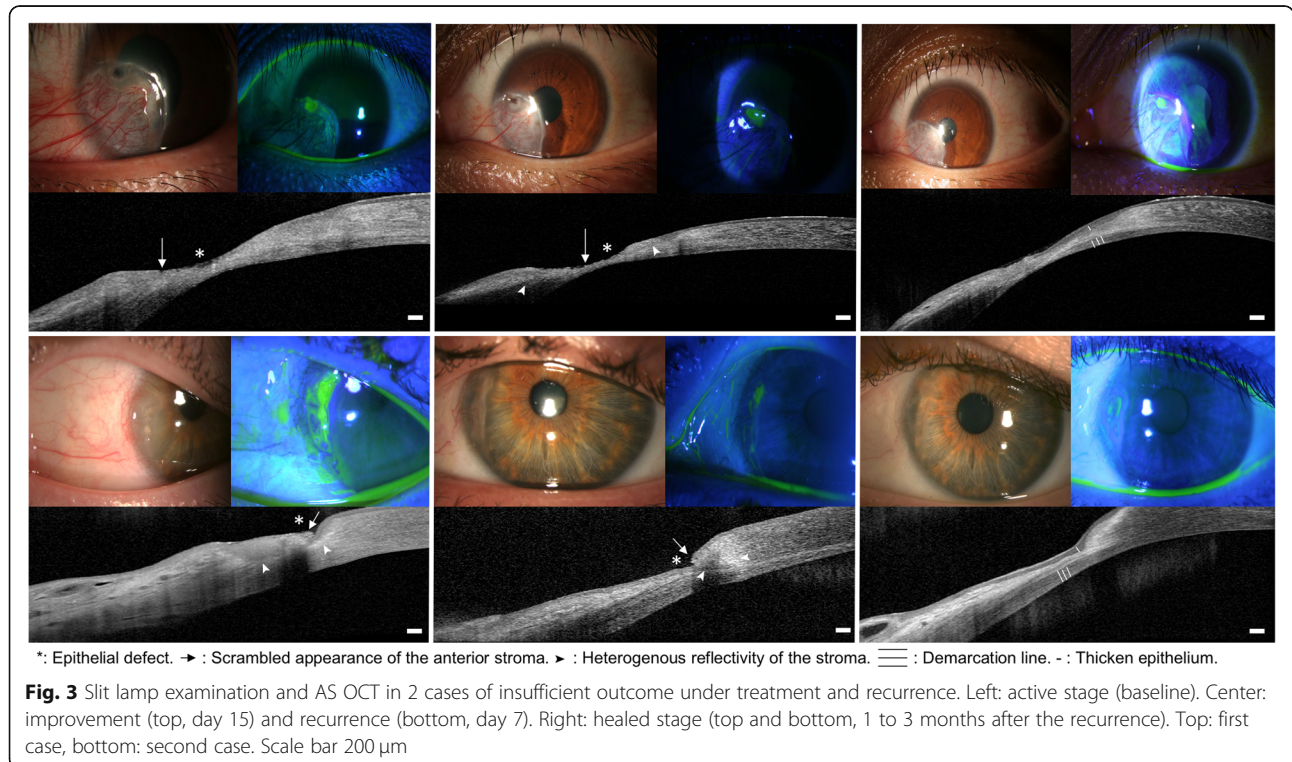 *: Epithelial defect. → : Scrambled appearance of the anterior stroma. ➤ : Heterogenous reflectivity of the stroma. ☰ : Demarcation line. - : Thicken epithelium.
Fig. 3 Slit lamp examination and AS OCT in 2 cases of insufficient outcome under treatment and recurrence. Left: active stage (baseline). Center:
improvement (top, day 15) and recurrence (bottom, day 7). Right: healed stage (top and bottom, 1 to 3 months after the recurrence). Top: first
case, bottom: second case. Scale bar 200 μm